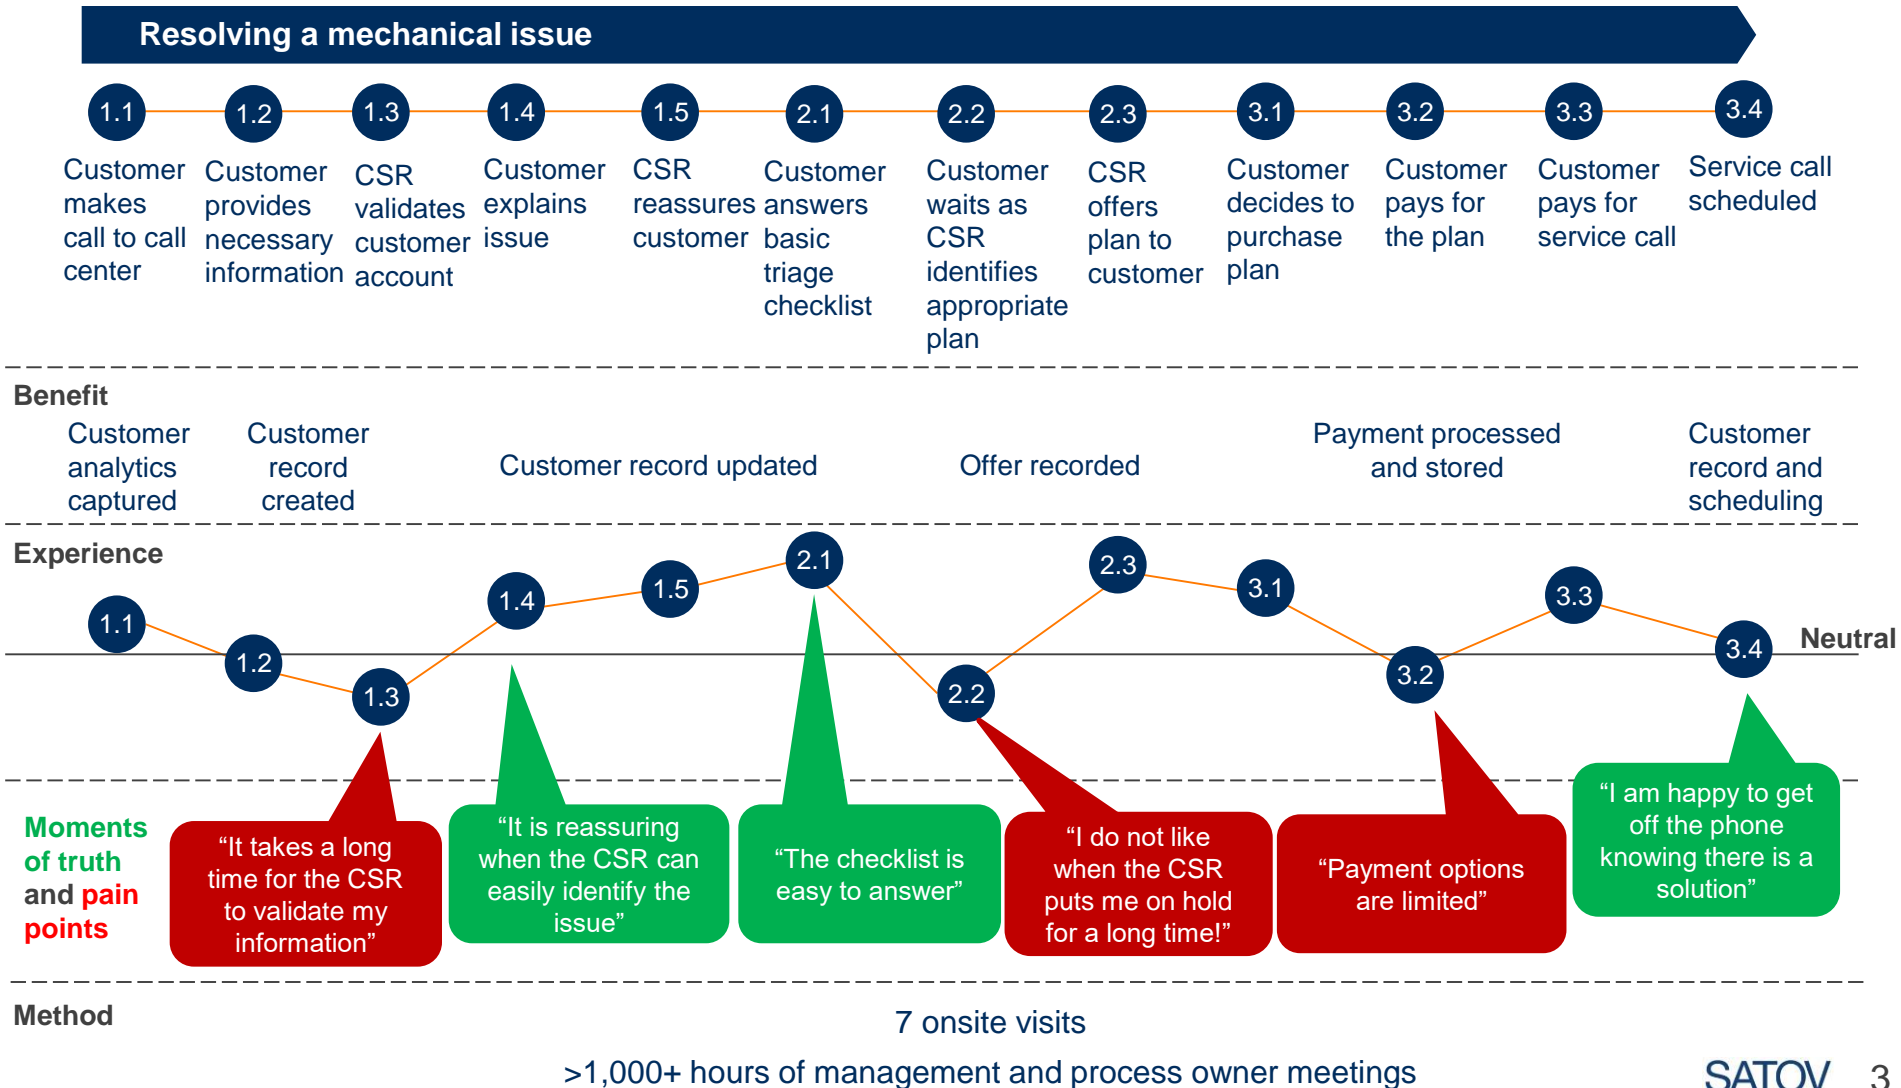 Resolving a mechanical issue
1.1
1.2
1.3
1.4
1.5
2.1
2.2
2.3
3.1
3.2
3.3
3.4
Customer
makes
call to call
center
Customer
provides
necessary
information
CSR
validates
customer
account
Customer
explains
issue
CSR
reassures
customer
Customer
answers
basic
triage
checklist
Customer
waits as
CSR
identifies
appropriate
plan
CSR
offers
plan to
customer
Customer
decides to
purchase
plan
Customer
pays for
the plan
Customer
pays for
service call
Service call
scheduled
Benefit
Customer
analytics
captured
Customer
record
created
Customer record updated
Offer recorded
Payment processed
and stored
Customer
record and
scheduling
Experience
1.1
1.2
1.3
1.4
1.5
2.1
2.2
2.3
3.1
3.2
3.3
3.4
Neutral
Moments
of truth
and pain
points
“It takes a long
time for the CSR
to validate my
information”
“It is reassuring
when the CSR can
easily identify the
issue”
“The checklist is
easy to answer”
“I do not like
when the CSR
puts me on hold
for a long time!”
“Payment options
are limited”
“I am happy to get
off the phone
knowing there is a
solution”
Method
7 onsite visits
>1,000+ hours of management and process owner meetings
SATOV
3